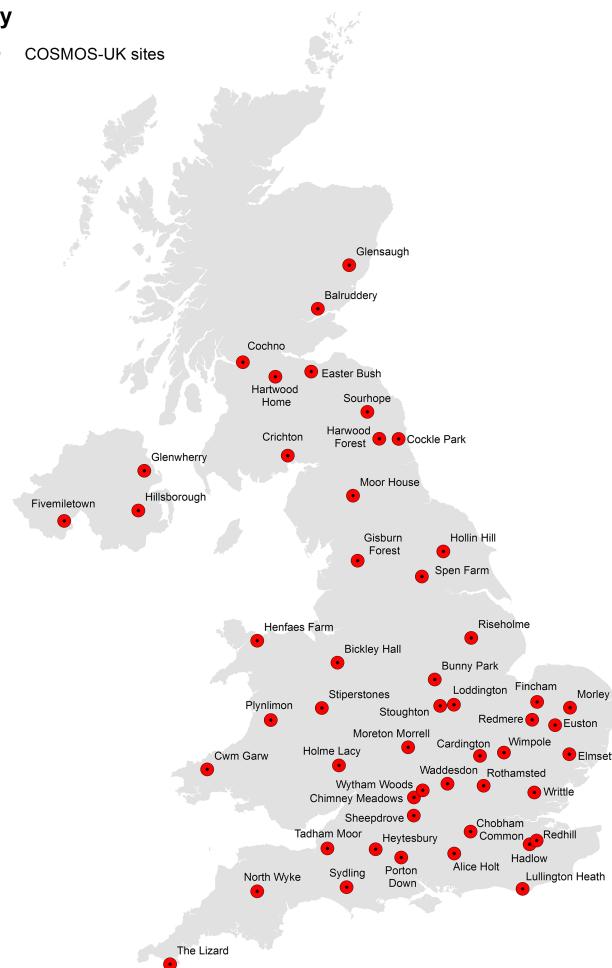 y
COSMOS-UK sites
Glensaugh
Balruddery
Cochno
Easter Bush
Hartwood
Home
Sourhope
Harwood
Forest
Cockle Park
Crichton
Glenwherry
Moor House
Hillsborough
Fivemiletown
Gisburn
Forest
Hollin Hill
Spen Farm
Henfaes Farm
Riseholme
Bickley Hall
Bunny Park
Stiperstones
Loddington
Fincham
Morley
Plynlimon
Stoughton
Redmere
Euston
Moreton Morrell
Cardington
Wimpole
Cwm Garw
Holme Lacy
Elmset
Waddesdon
Rothamsted
Wytham Woods
Chimney Meadows
Writtle
Sheepdrove
Chobham
Common
Redhill
Tadham Moor
Heytesbury
Hadlow
Porton
Down
Alice Holt
North Wyke
Sydling
Lullington Heath
The Lizard